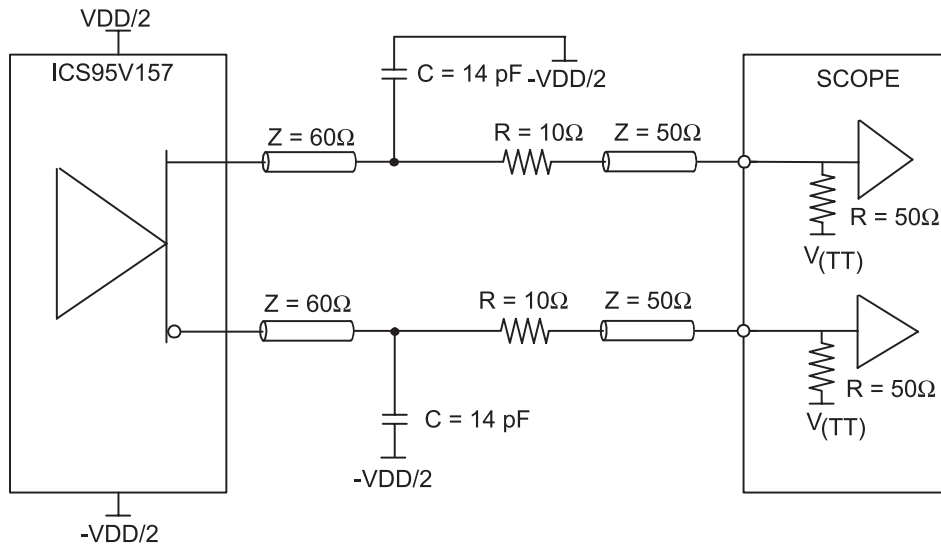 VDD/2
ICS95V157
C = 14 pF
-VDD/2
SCOPE
Z = 60Ω
R = 10Ω
Z = 50Ω
R = 50Ω
V(TT)
Z = 60Ω
R = 10Ω
Z = 50Ω
R = 50Ω
V(TT)
C = 14 pF
-VDD/2
-VDD/2